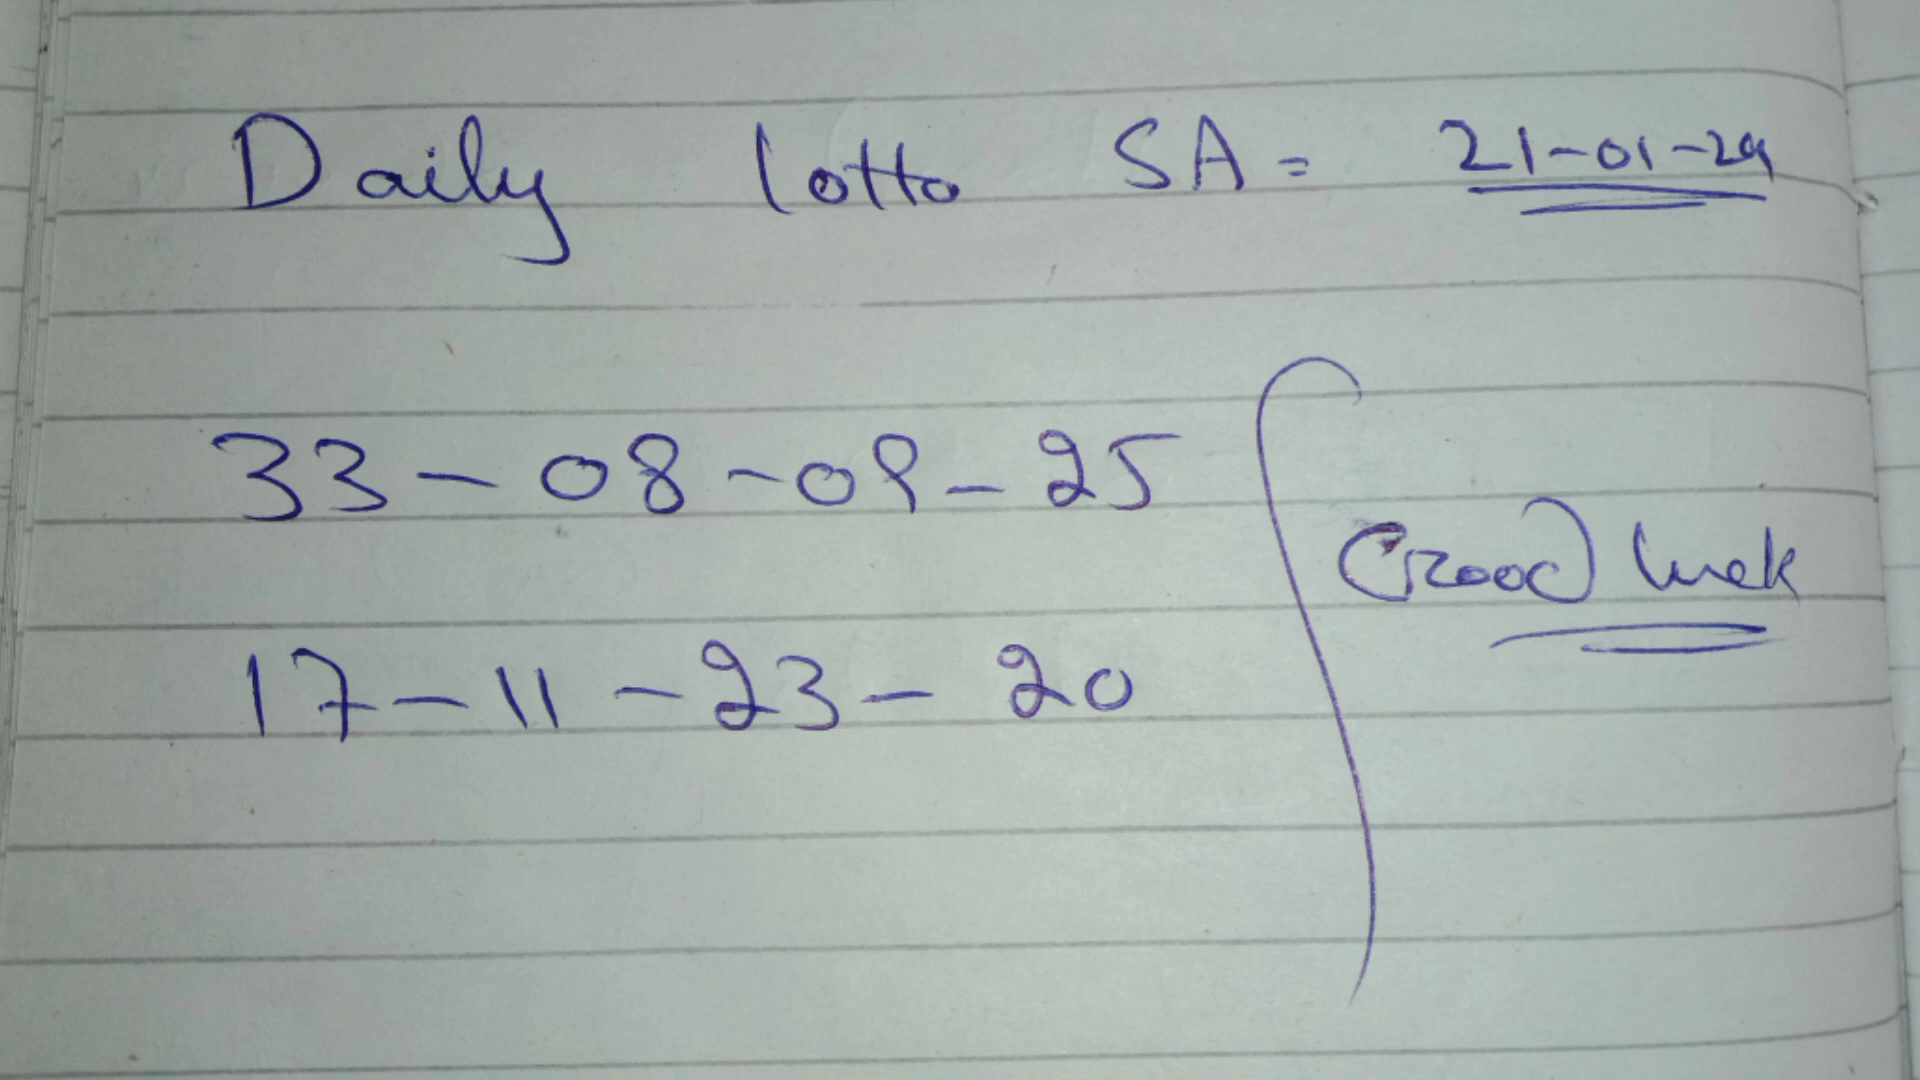 Daily lotto SA = 21-01-24
33 - 08 - 09 - 25
Good luck
17 - 11 - 23 - 20